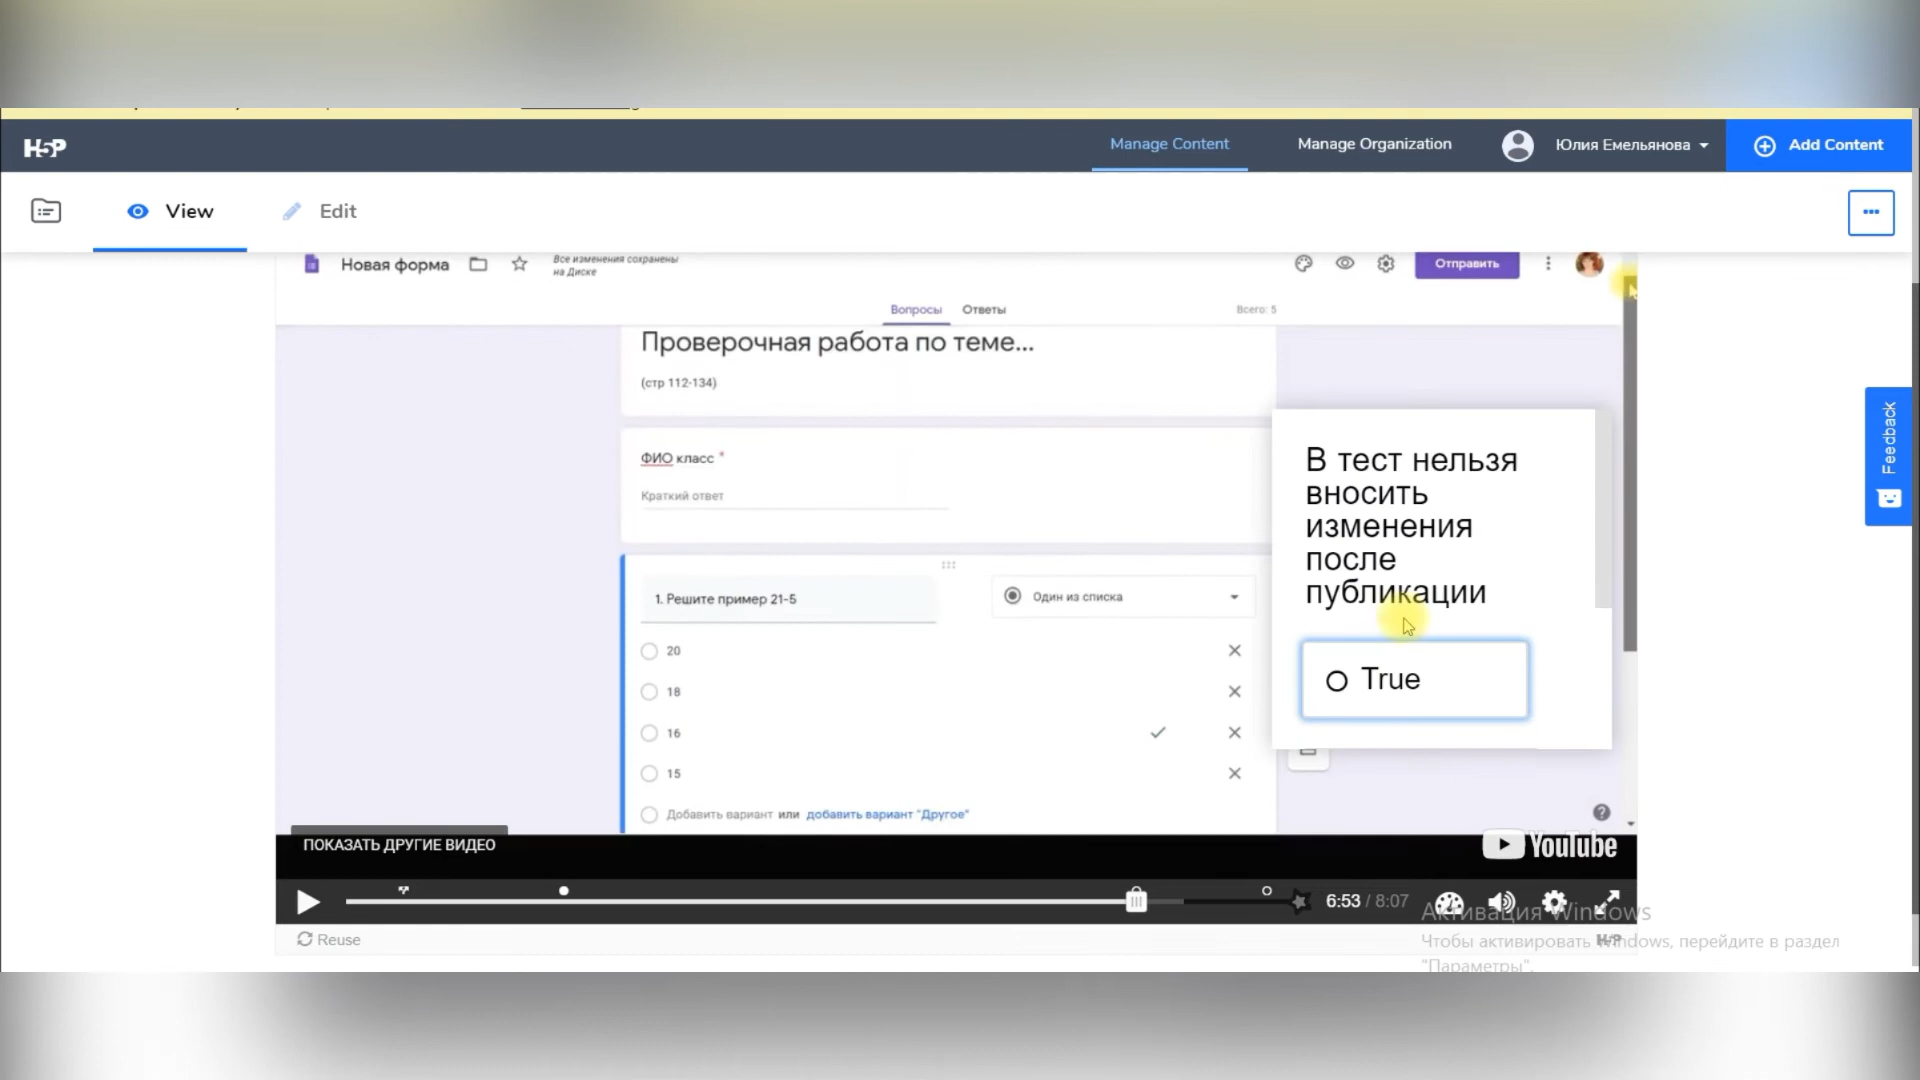 H5P
Manage Content
Manage Organization
Юлия Емельянова
Add Content
View
Edit
...
Новая форма
Все изменения сохранены
на Диске
Отправить
Вопросы
Ответы
Всего: 5
Проверочная работа по теме...
(стр 112-134)
ФИО класс *
Краткий ответ
1. Решите пример 21-5
Один из списка
20
18
16
15
Добавить вариант или добавить вариант "Другое"
В тест нельзя
вносить
изменения
после
публикации
True
Feedback
ПОКАЗАТЬ ДРУГИЕ ВИДЕО
YouTube
6:53 / 8:07
Активация Windows
Чтобы активировать Windows, перейдите в раздел
"Параметры".
Reuse
H5P